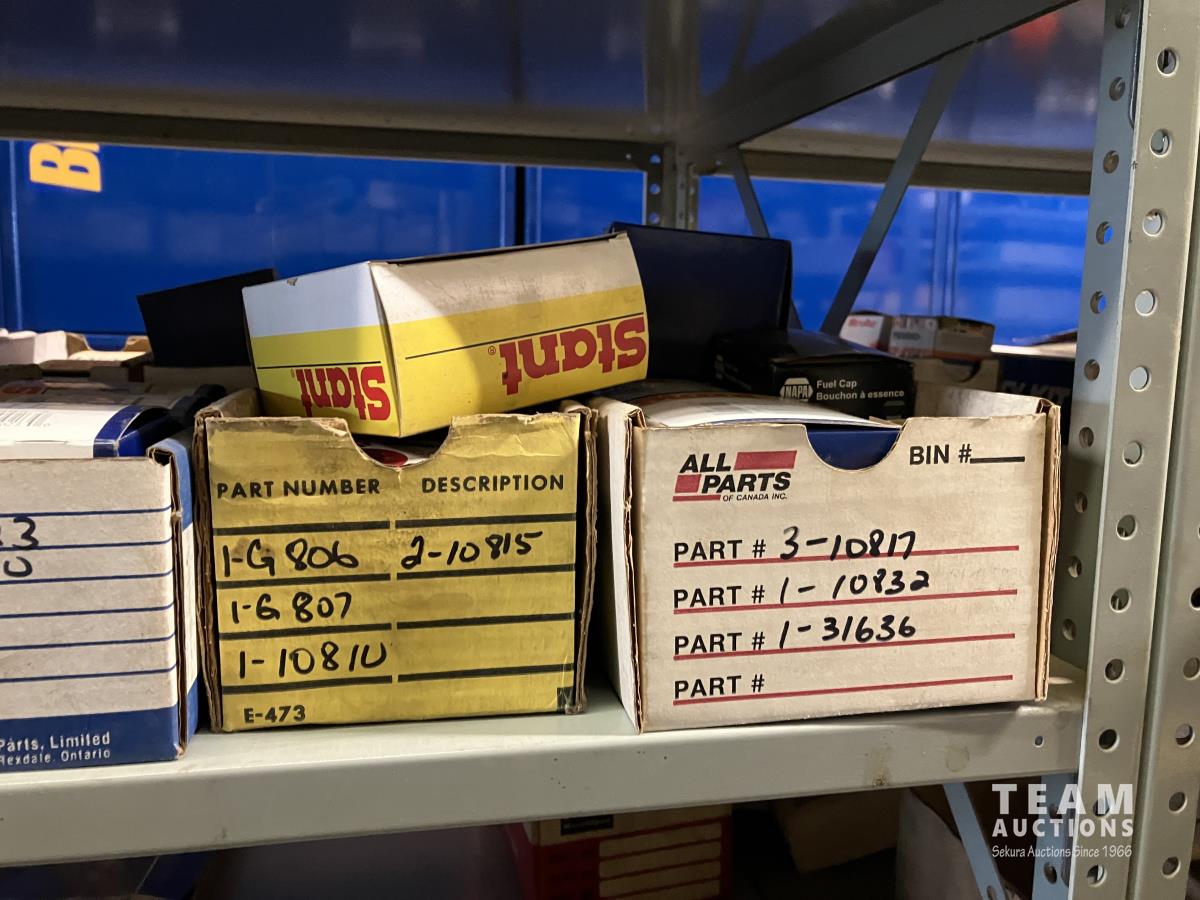 Stant
Stant®
NAPA
Fuel Cap
Bouchon à essence
PART NUMBER DESCRIPTION
1-G 806 2-10815
1-G 807
1-10810
E-473
ALL
PARTS
OF CANADA INC.
BIN #
PART # 3-10817
PART # 1-10832
PART # 1-31636
PART #
Parts, Limited
Rexdale, Ontario
TEAM
AUCTIONS
Sekura Auctions Since 1966